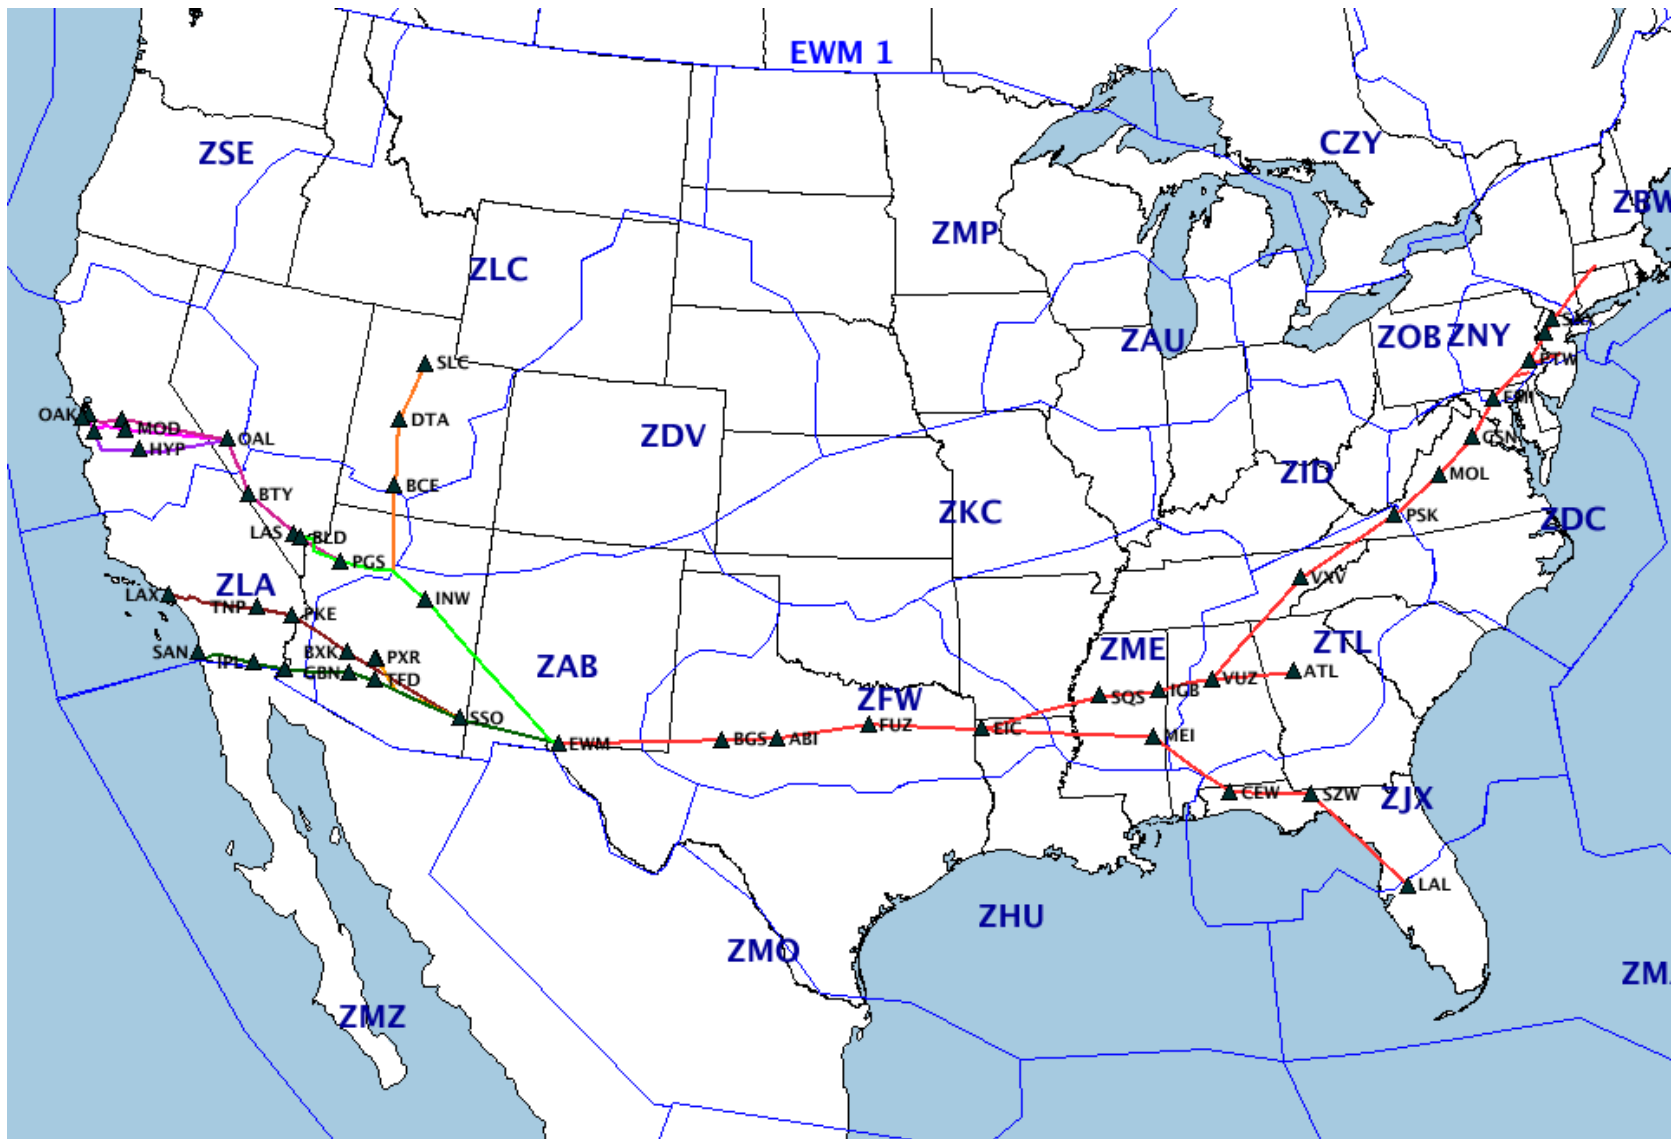 EWM 1
CZY
ZSE
ZBW
ZMP
ZLC
ZAU
ZOB
ZNY
SLC
OAK
MOD
OAL
HYP
DTA
ZDV
GSN
ZID
MOL
BCE
BTY
ZKC
PSK
ZDC
LAS
BLD
PGS
VXV
ZLA
LAX
TNP
PKE
INW
SAN
IPL
BXK
PXR
GBN
TFD
ZAB
ZME
ZTL
ATL
VUZ
IGB
SQS
ZFW
SSO
FUZ
EIC
MEI
EWM
BGS
ABI
CEW
SZW
ZJX
LAL
ZHU
ZMO
ZMZ